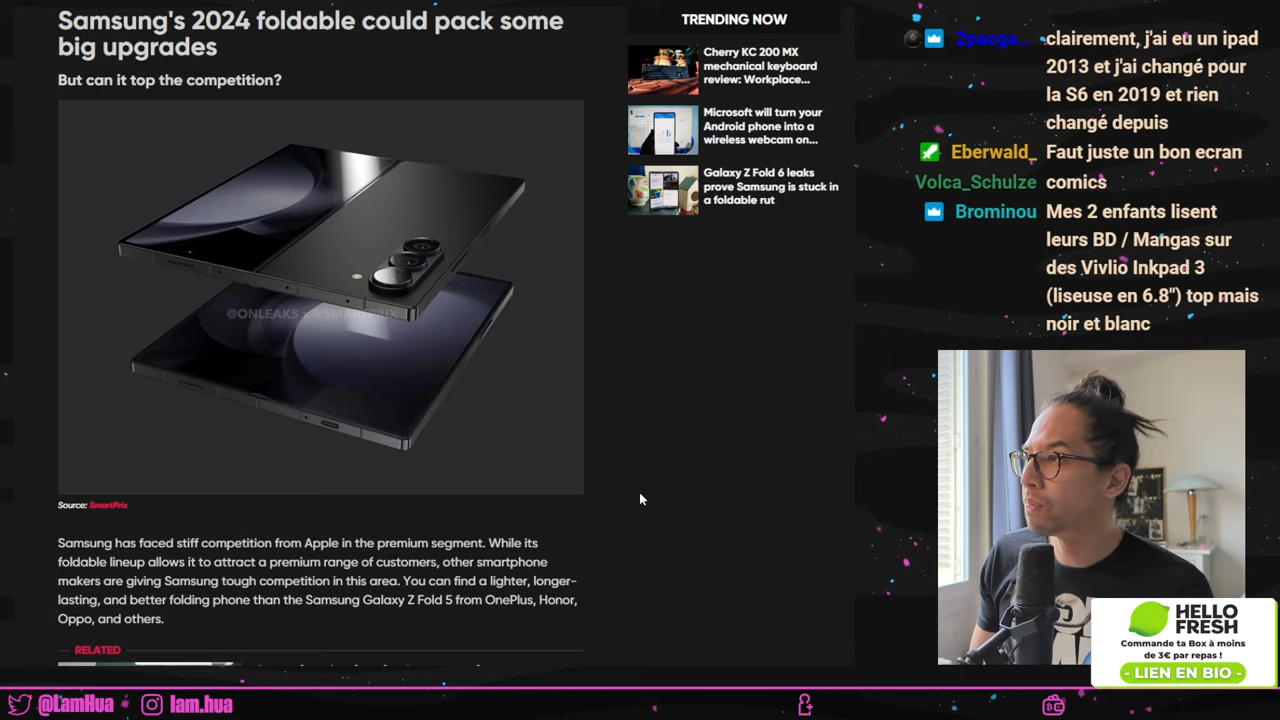 Samsung's 2024 foldable could pack some
big upgrades
But can it top the competition?
@ONLEAKS x @SMARTPRIX
Source: SmartPrix
Samsung has faced stiff competition from Apple in the premium segment. While its
foldable lineup allows it to attract a premium range of customers, other smartphone
makers are giving Samsung tough competition in this area. You can find a lighter, longer-
lasting, and better folding phone than the Samsung Galaxy Z Fold 5 from OnePlus, Honor,
Oppo, and others.
RELATED
TRENDING NOW
Cherry KC 200 MX
mechanical keyboard
review: Workplace...
Microsoft will turn your
Android phone into a
wireless webcam on...
Galaxy Z Fold 6 leaks
prove Samsung is stuck in
a foldable rut
2pacga... clairement, j'ai eu un ipad
2013 et j'ai changé pour
la S6 en 2019 et rien
changé depuis
Eberwald_ Faut juste un bon ecran
Volca_Schulze comics
Brominou Mes 2 enfants lisent
leurs BD / Mangas sur
des Vivlio Inkpad 3
(liseuse en 6.8") top mais
noir et blanc
HELLO
FRESH
Commande ta Box à moins
de 3€ par repas !
- LIEN EN BIO -
@LamHua
lam.hua